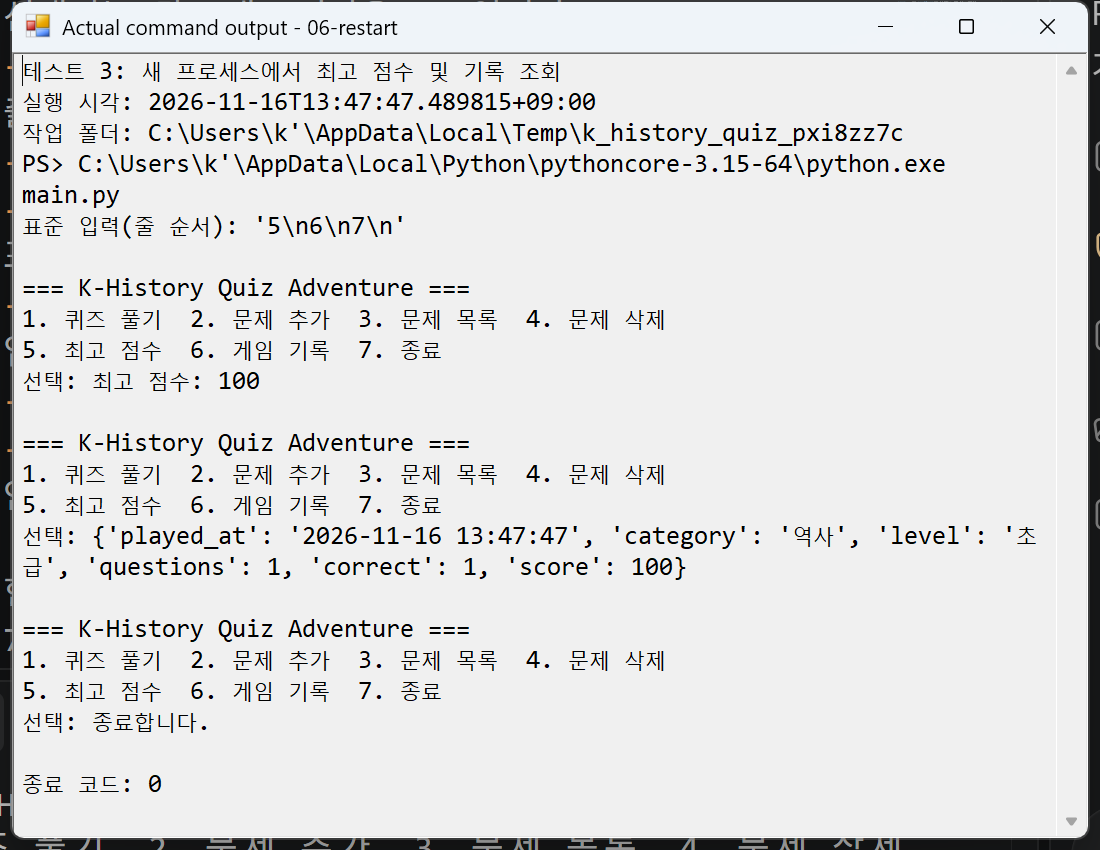 Actual command output - 06-restart
테스트 3: 새 프로세스에서 최고 점수 및 기록 조회
실행 시각: 2026-11-16T13:47:47.489815+09:00
작업 폴더: C:\Users\k'\AppData\Local\Temp\k_history_quiz_pxi8zz7c
PS> C:\Users\k'\AppData\Local\Python\pythoncore-3.15-64\python.exe
main.py
표준 입력(줄 순서): '5\n6\n7\n'
=== K-History Quiz Adventure ===
1. 퀴즈 풀기  2. 문제 추가  3. 문제 목록  4. 문제 삭제
5. 최고 점수  6. 게임 기록  7. 종료
선택: 최고 점수: 100
=== K-History Quiz Adventure ===
1. 퀴즈 풀기  2. 문제 추가  3. 문제 목록  4. 문제 삭제
5. 최고 점수  6. 게임 기록  7. 종료
선택: {'played_at': '2026-11-16 13:47:47', 'category': '역사', 'level': '초
급', 'questions': 1, 'correct': 1, 'score': 100}
=== K-History Quiz Adventure ===
1. 퀴즈 풀기  2. 문제 추가  3. 문제 목록  4. 문제 삭제
5. 최고 점수  6. 게임 기록  7. 종료
선택: 종료합니다.
종료 코드: 0